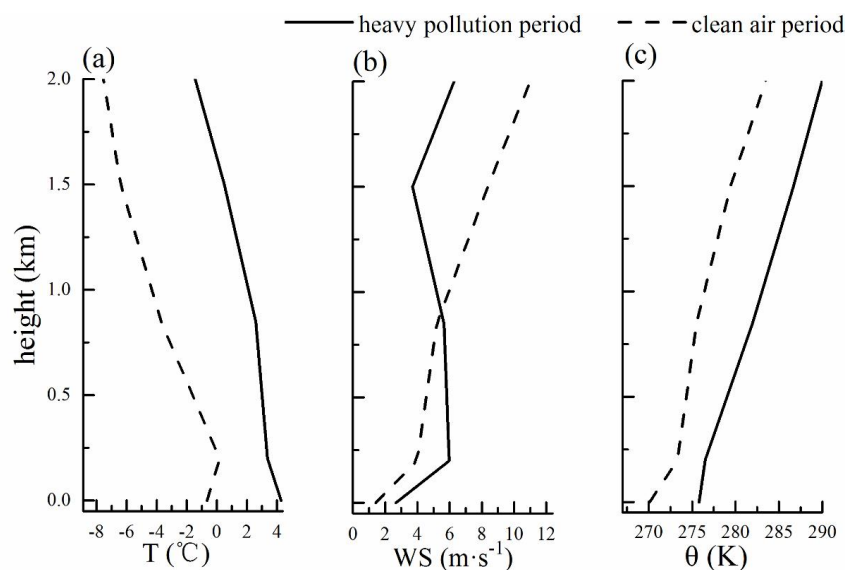 heavy pollution period clean air period
(a) (b) (c)
2.0
1.5
1.0
0.5
0.0
height (km)
-8 -6 -4 -2 0 2 4
0 2 4 6 8 10 12
270 275 280 285 290
T (℃) WS (m·s⁻¹) θ (K)